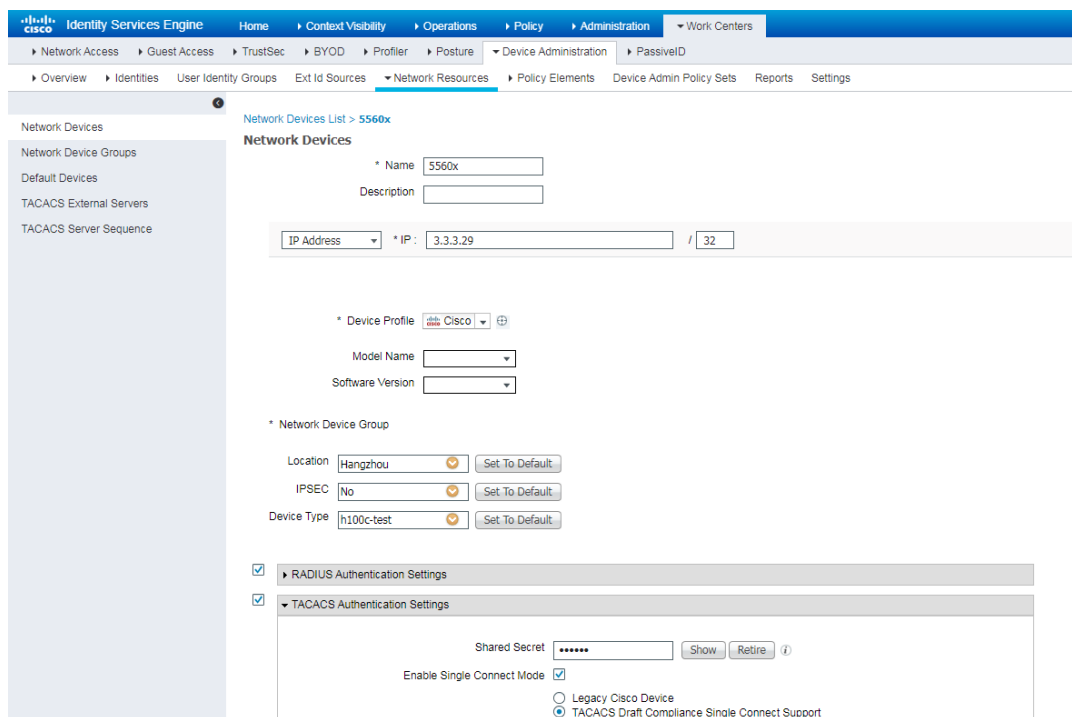 cisco Identity Services Engine Home Context Visibility Operations Policy Administration Work Centers
Network Access Guest Access TrustSec BYOD Profiler Posture Device Administration PassiveID
Overview Identities User Identity Groups Ext Id Sources Network Resources Policy Elements Device Admin Policy Sets Reports Settings
Network Devices
Network Device Groups
Default Devices
TACACS External Servers
TACACS Server Sequence
Network Devices List > 5560x
Network Devices
* Name 5560x
Description
IP Address * IP : 3.3.3.29 / 32
* Device Profile cisco Cisco
Model Name
Software Version
* Network Device Group
Location Hangzhou Set To Default
IPSEC No Set To Default
Device Type h100c-test Set To Default
RADIUS Authentication Settings
TACACS Authentication Settings
Shared Secret •••••• Show Retire i
Enable Single Connect Mode
Legacy Cisco Device
TACACS Draft Compliance Single Connect Support